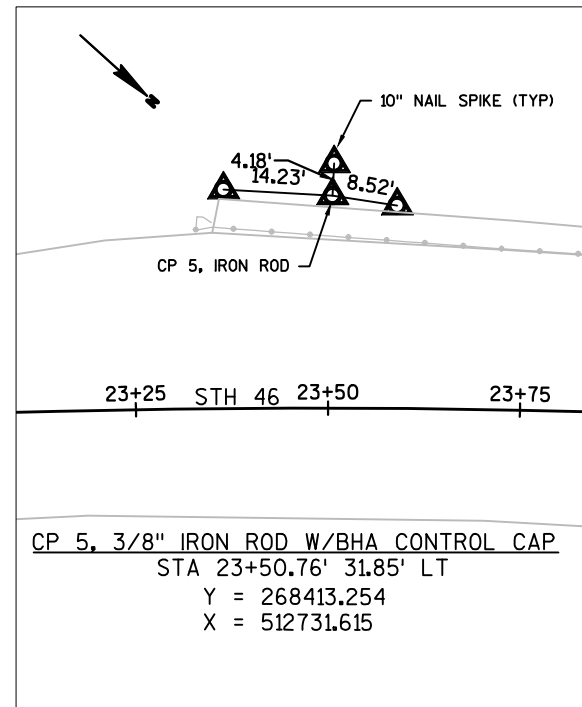 N
10" NAIL SPIKE (TYP)
4.18'
14.23'
8.52'
CP 5, IRON ROD
23+25 STH 46 23+50 23+75
CP 5, 3/8" IRON ROD W/BHA CONTROL CAP
STA 23+50.76' 31.85' LT
Y = 268413.254
X = 512731.615